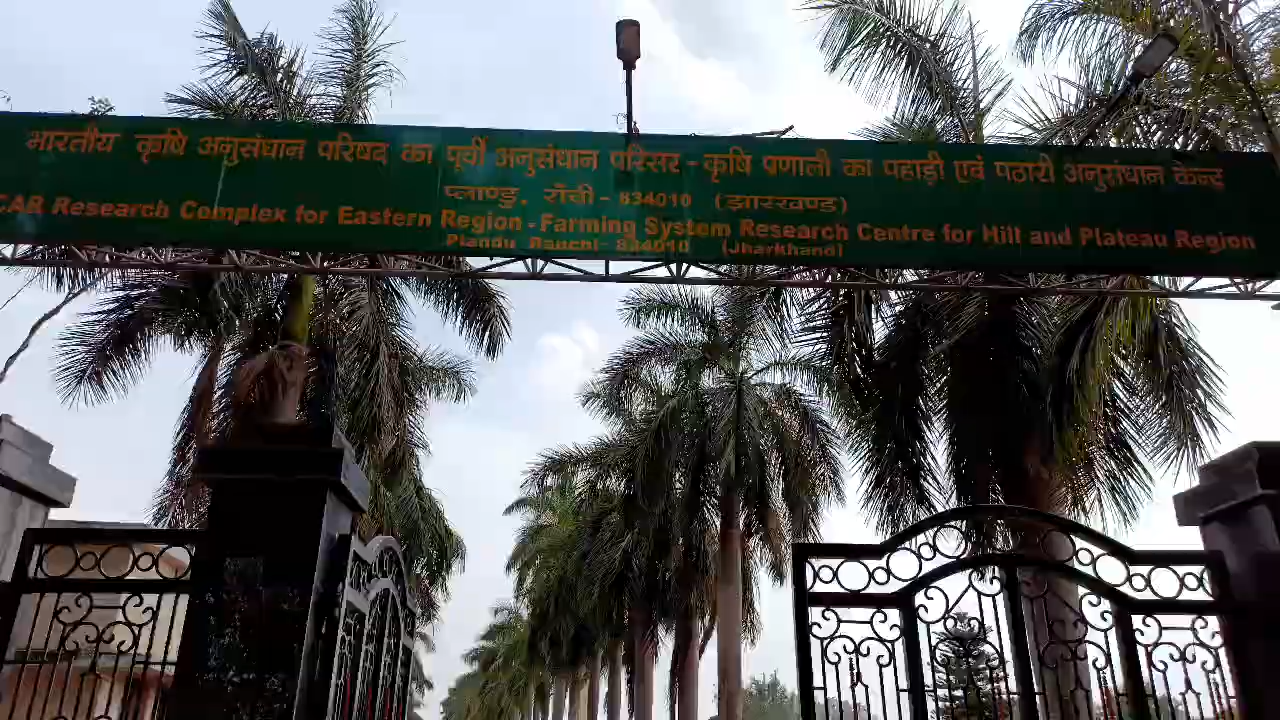 भारतीय कृषि अनुसंधान परिषद का पूर्वी अनुसंधान परिसर - कृषि प्रणाली का पहाड़ी एवं पठारी अनुसंधान केन्द्र
प्लाण्डु, राँची - 834010 (झारखण्ड)
CAR Research Complex for Eastern Region - Farming System Research Centre for Hill and Plateau Region
Plandu, Ranchi - 834010 (Jharkhand)